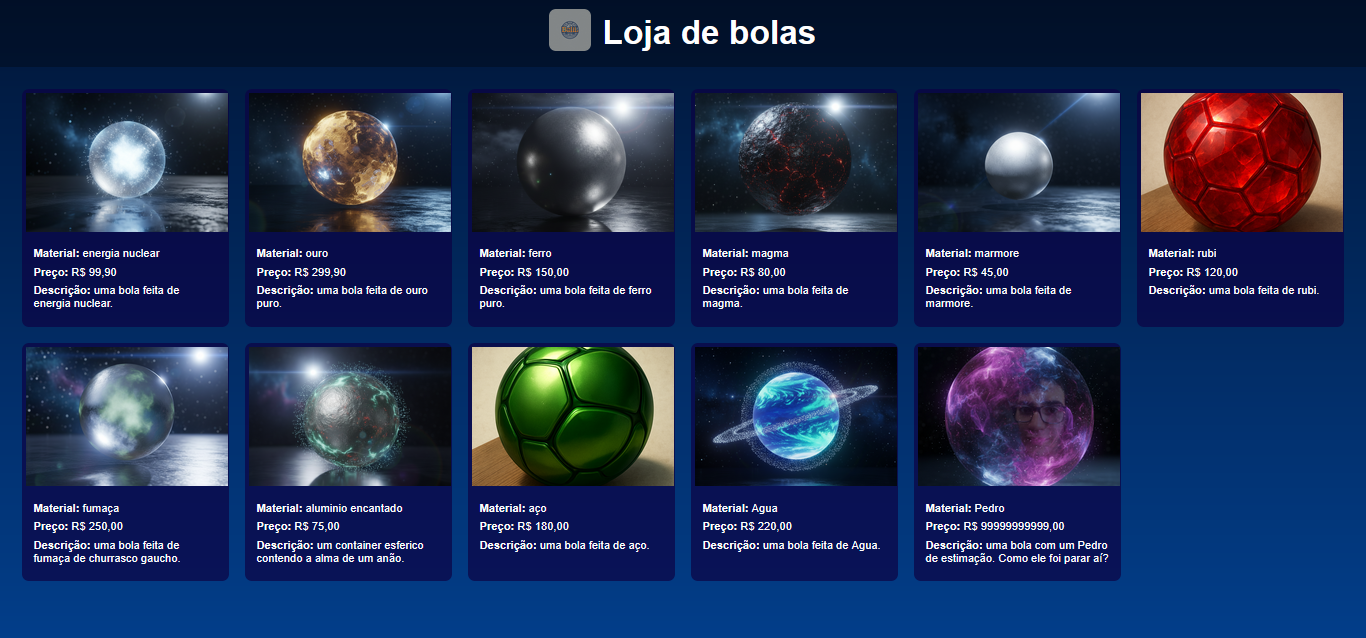 Loja de bolas
Material: energia nuclear
Preço: R$ 99,90
Descrição: uma bola feita de
energia nuclear.
Material: ouro
Preço: R$ 299,90
Descrição: uma bola feita de ouro
puro.
Material: ferro
Preço: R$ 150,00
Descrição: uma bola feita de ferro
puro.
Material: magma
Preço: R$ 80,00
Descrição: uma bola feita de
magma.
Material: marmore
Preço: R$ 45,00
Descrição: uma bola feita de
marmore.
Material: rubi
Preço: R$ 120,00
Descrição: uma bola feita de rubi.
Material: fumaça
Preço: R$ 250,00
Descrição: uma bola feita de
fumaça de churrasco gaucho.
Material: aluminio encantado
Preço: R$ 75,00
Descrição: um container esferico
contendo a alma de um anão.
Material: aço
Preço: R$ 180,00
Descrição: uma bola feita de aço.
Material: Agua
Preço: R$ 220,00
Descrição: uma bola feita de Agua.
Material: Pedro
Preço: R$ 99999999999,00
Descrição: uma bola com um Pedro
de estimação. Como ele foi parar aí?